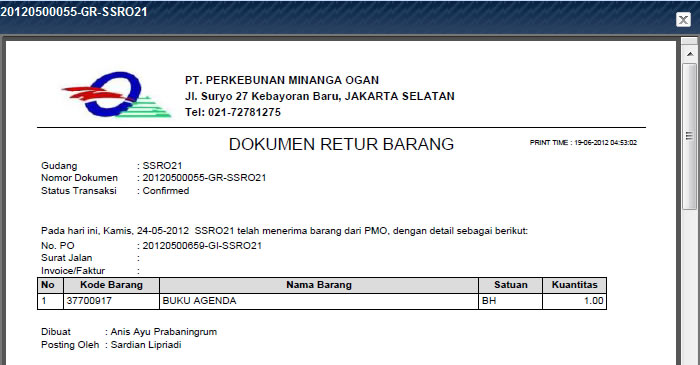 20120500055-GR-SSRO21
PT. PERKEBUNAN MINANGA OGAN
Jl. Suryo 27 Kebayoran Baru, JAKARTA SELATAN
Tel: 021-72781275
DOKUMEN RETUR BARANG
PRINT TIME : 19-06-2012 04:53:02
Gudang : SSRO21
Nomor Dokumen : 20120500055-GR-SSRO21
Status Transaksi : Confirmed
Pada hari ini, Kamis, 24-05-2012 SSRO21 telah menerima barang dari PMO, dengan detail sebagai berikut:
No. PO : 20120500659-GI-SSRO21
Surat Jalan :
Invoice/Faktur :
No Kode Barang Nama Barang Satuan Kuantitas
1 37700917 BUKU AGENDA BH 1.00
Dibuat : Anis Ayu Prabaningrum
Posting Oleh : Sardian Lipriadi